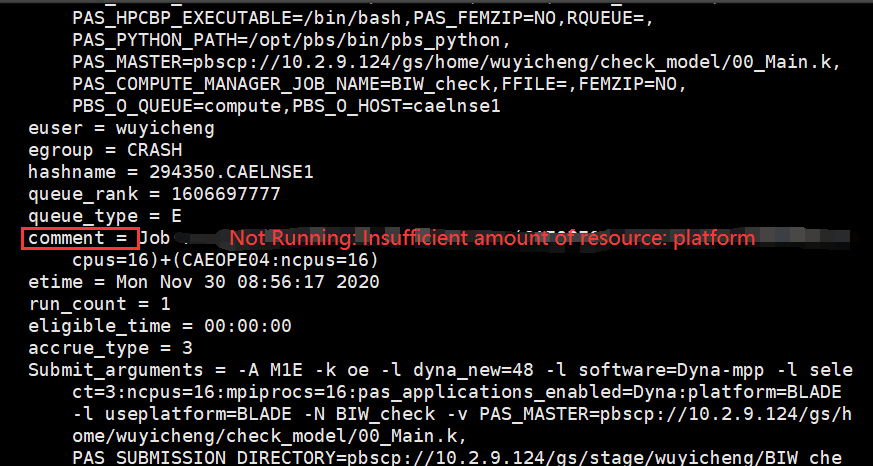 PAS_HPCBP_EXECUTABLE=/bin/bash,PAS_FEMZIP=NO,RQUEUE=,
PAS_PYTHON_PATH=/opt/pbs/bin/pbs_python,
PAS_MASTER=pbscp://10.2.9.124/gs/home/wuyicheng/check_model/00_Main.k,
PAS_COMPUTE_MANAGER_JOB_NAME=BIW_check,FFILE=,FEMZIP=NO,
PBS_O_QUEUE=compute,PBS_O_HOST=caelnse1
euser = wuyicheng
egroup = CRASH
hashname = 294350.CAELNSE1
queue_rank = 1606697777
queue_type = E
comment = Job Not Running: Insufficient amount of resource: platform
cpus=16)+(CAEOPE04:ncpus=16)
etime = Mon Nov 30 08:56:17 2020
run_count = 1
eligible_time = 00:00:00
accrue_type = 3
Submit_arguments = -A M1E -k oe -l dyna_new=48 -l software=Dyna-mpp -l sele
ct=3:ncpus=16:mpiprocs=16:pas_applications_enabled=Dyna:platform=BLADE
-l useplatform=BLADE -N BIW_check -v PAS_MASTER=pbscp://10.2.9.124/gs/h
ome/wuyicheng/check_model/00_Main.k,
PAS_SUBMISSION_DIRECTORY=pbscp://10.2.9.124/gs/stage/wuyicheng/BIW_che